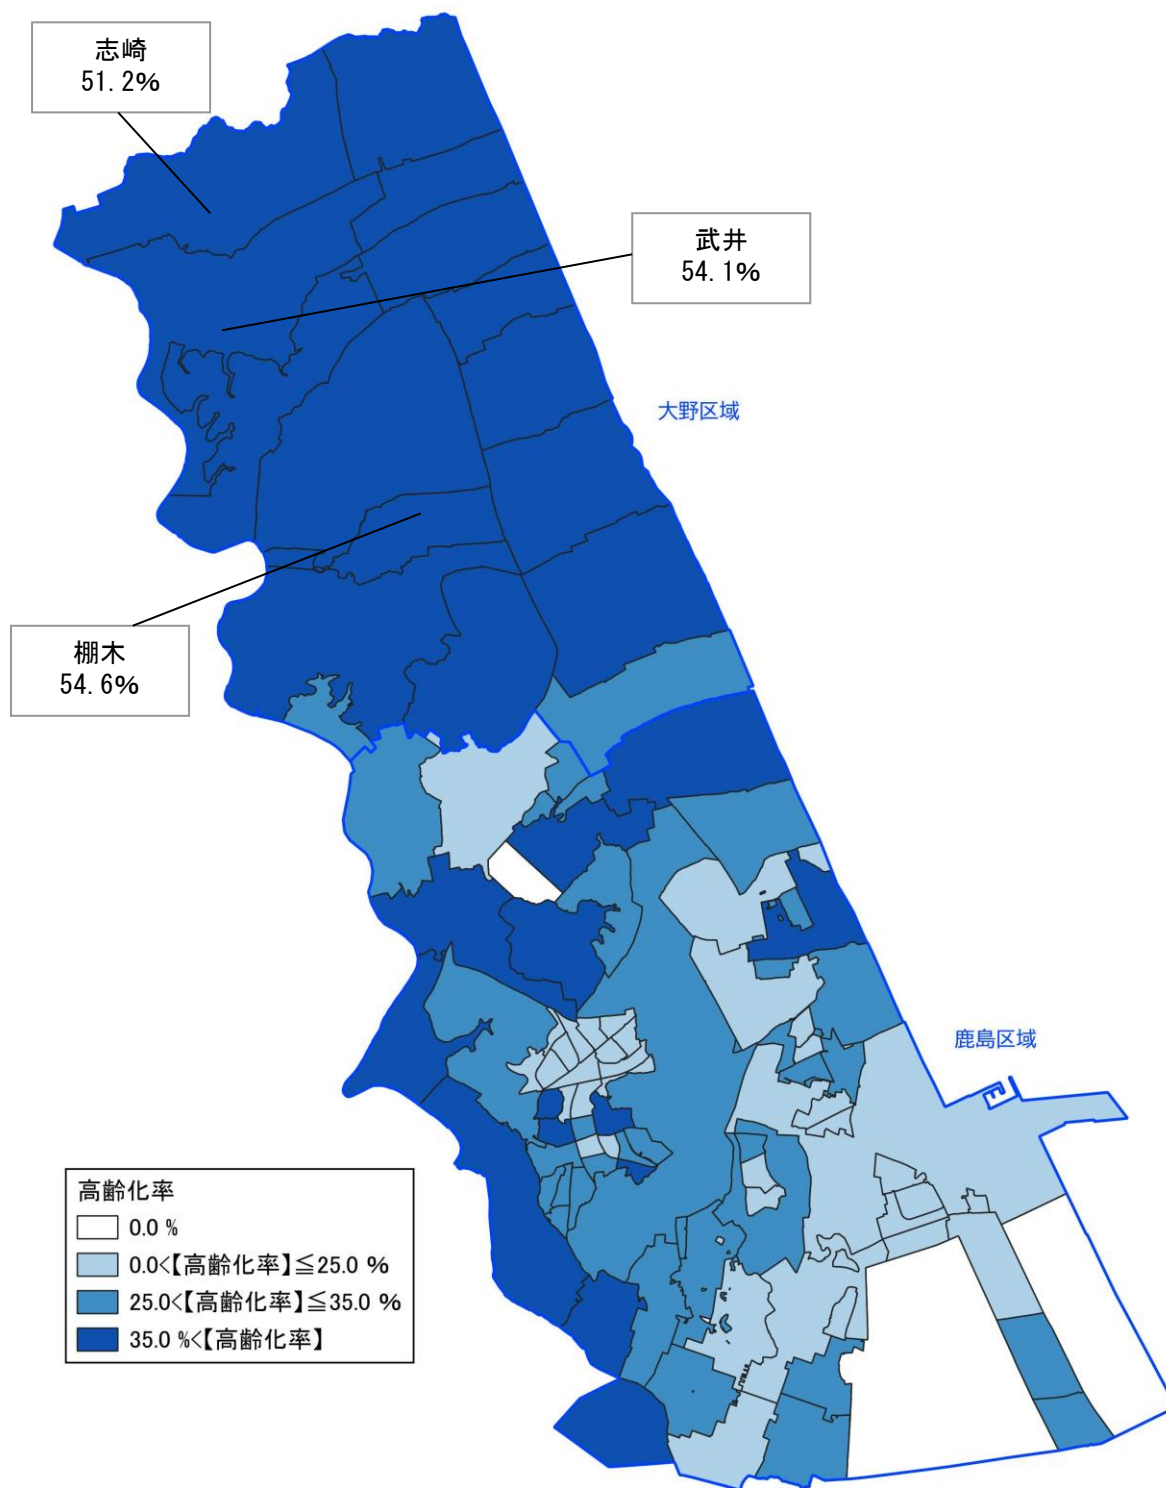 志崎
51.2%
武井
54.1%
大野区域
棚木
54.6%
鹿島区域
高齢化率
0.0 %
0.0<【高齢化率】≦25.0 %
25.0<【高齢化率】≦35.0 %
35.0 %<【高齢化率】